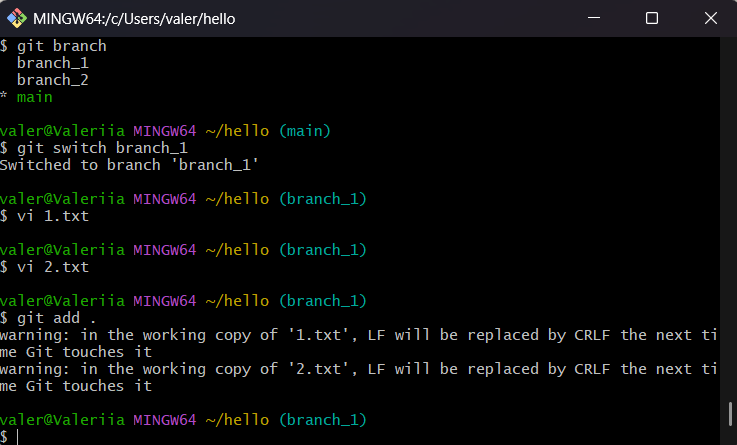 MINGW64:/c/Users/valer/hello
$ git branch
  branch_1
  branch_2
* main
valer@Valeriia MINGW64 ~/hello (main)
$ git switch branch_1
Switched to branch 'branch_1'
valer@Valeriia MINGW64 ~/hello (branch_1)
$ vi 1.txt
valer@Valeriia MINGW64 ~/hello (branch_1)
$ vi 2.txt
valer@Valeriia MINGW64 ~/hello (branch_1)
$ git add .
warning: in the working copy of '1.txt', LF will be replaced by CRLF the next ti
me Git touches it
warning: in the working copy of '2.txt', LF will be replaced by CRLF the next ti
me Git touches it
valer@Valeriia MINGW64 ~/hello (branch_1)
$